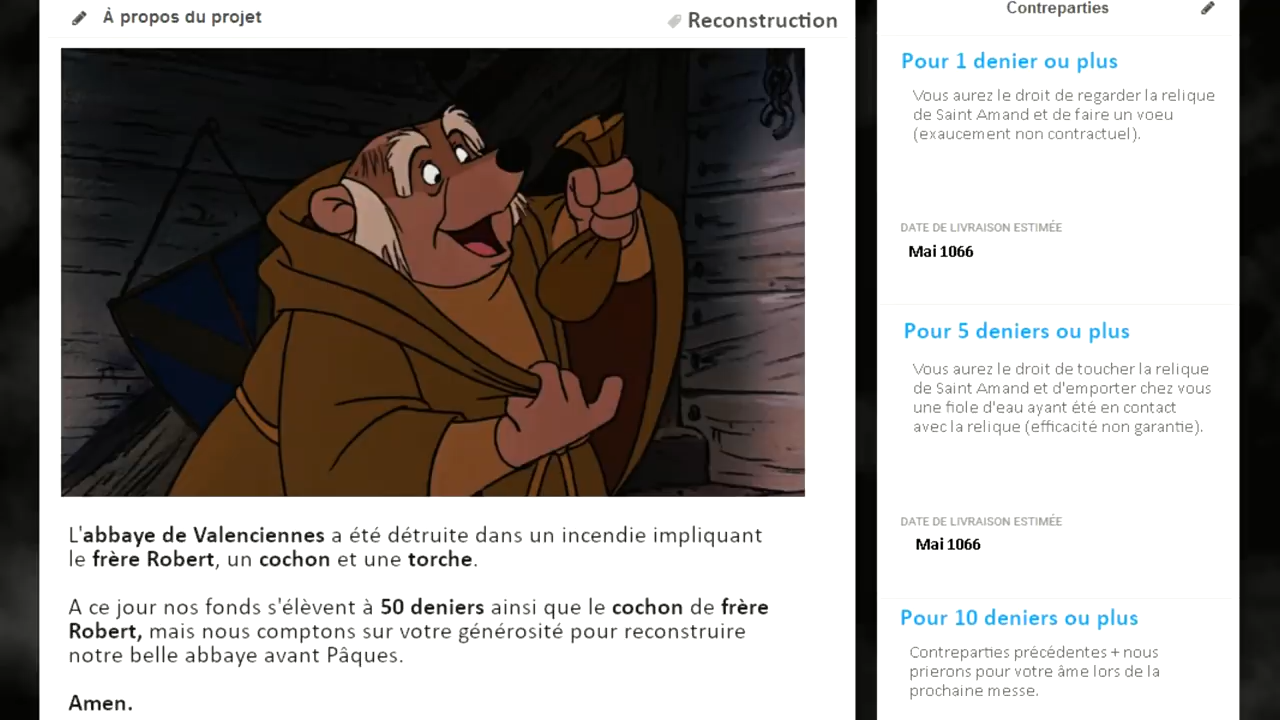 À propos du projet
Reconstruction
L'abbaye de Valenciennes a été détruite dans un incendie impliquant
le frère Robert, un cochon et une torche.
A ce jour nos fonds s'élèvent à 50 deniers ainsi que le cochon de frère
Robert, mais nous comptons sur votre générosité pour reconstruire
notre belle abbaye avant Pâques.
Amen.
Contreparties
Pour 1 denier ou plus
Vous aurez le droit de regarder la relique
de Saint Amand et de faire un voeu
(exaucement non contractuel).
DATE DE LIVRAISON ESTIMÉE
Mai 1066
Pour 5 deniers ou plus
Vous aurez le droit de toucher la relique
de Saint Amand et d'emporter chez vous
une fiole d'eau ayant été en contact
avec la relique (efficacité non garantie).
DATE DE LIVRAISON ESTIMÉE
Mai 1066
Pour 10 deniers ou plus
Contreparties précédentes + nous
prierons pour votre âme lors de la
prochaine messe.